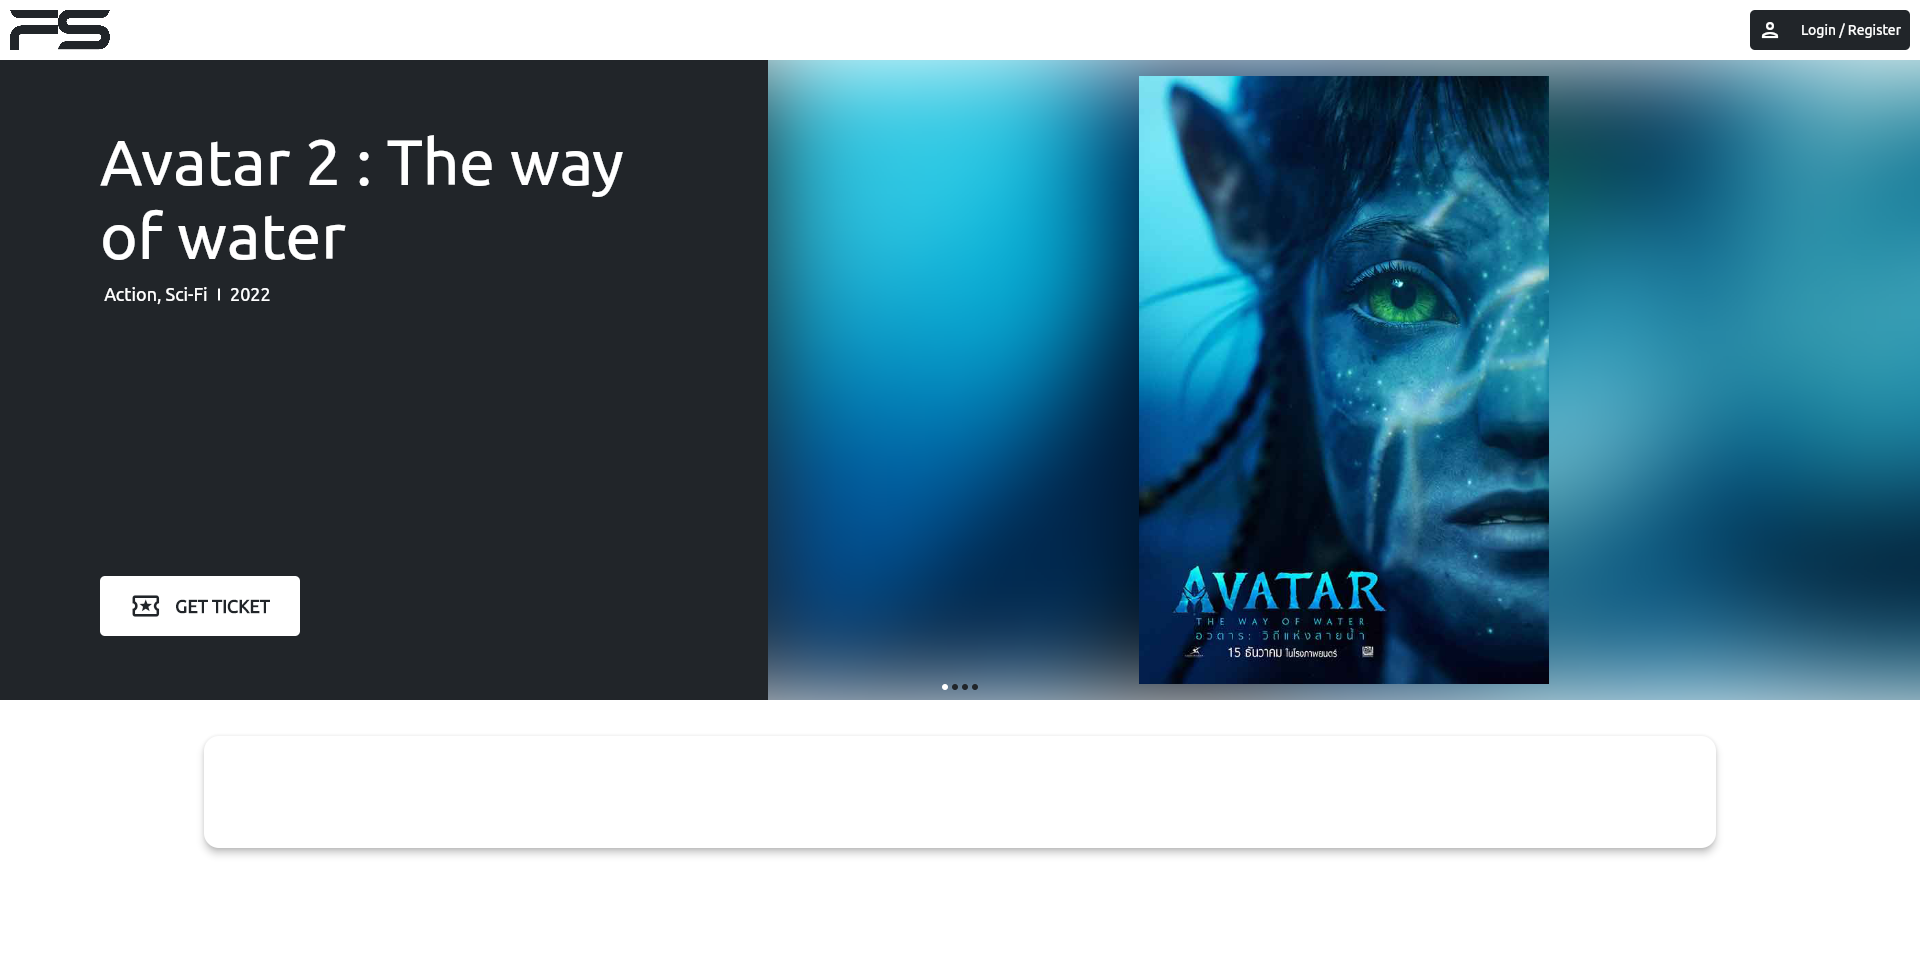 FS
Login / Register
Avatar 2 : The way
of water
Action, Sci-Fi | 2022
GET TICKET
AVATAR
THE WAY OF WATER
อวตาร: วิถีแห่งสายน้ำ
15 ธันวาคม ในโรงภาพยนตร์